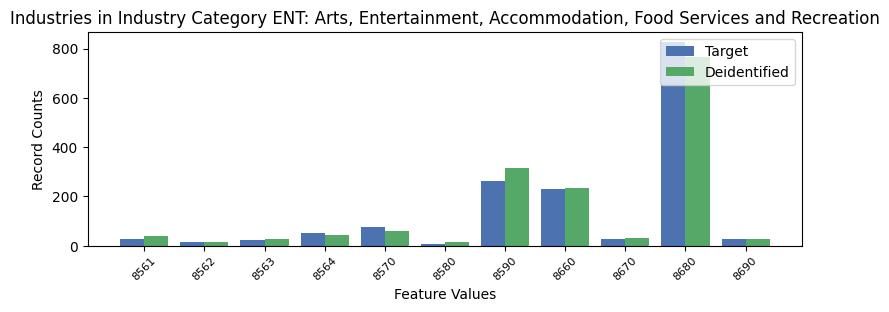 Industries in Industry Category ENT: Arts, Entertainment, Accommodation, Food Services and Recreation
Target
Deidentified
Record Counts
800
600
400
200
0
8561 8562 8563 8564 8570 8580 8590 8660 8670 8680 8690
Feature Values